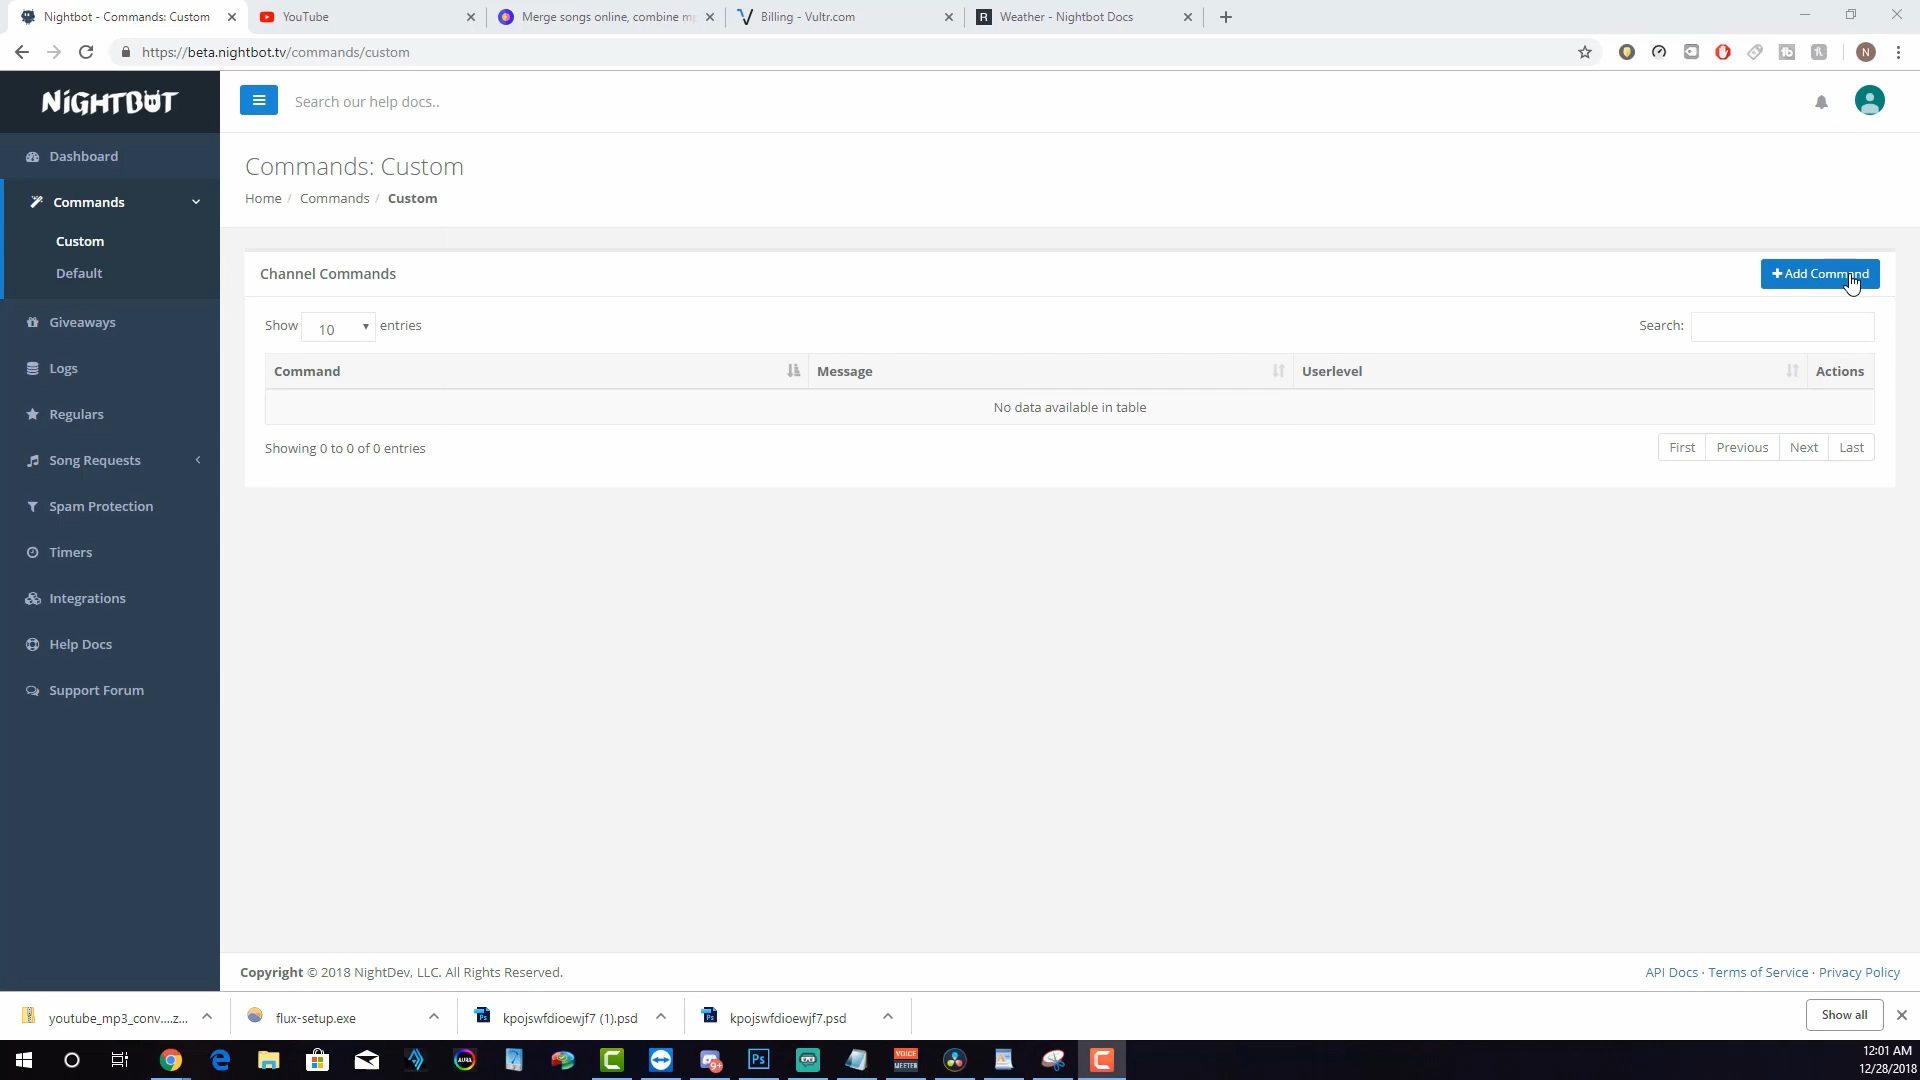 Nightbot - Commands: Custom
YouTube
Merge songs online, combine m
Billing - Vultr.com
R
Weather - Nightbot Docs
https://beta.nightbot.tv/commands/custom
N
NiGHTBOT
Search our help docs..
Dashboard
Commands
Custom
Default
Giveaways
Logs
Regulars
Song Requests
Spam Protection
Timers
Integrations
Help Docs
Support Forum
Commands: Custom
Home / Commands / Custom
Channel Commands
+ Add Command
Show 10 entries
Search:
Command Message Userlevel Actions
No data available in table
Showing 0 to 0 of 0 entries
First Previous Next Last
Copyright © 2018 NightDev, LLC. All Rights Reserved.
API Docs · Terms of Service · Privacy Policy
youtube_mp3_conv....z...
flux-setup.exe
kpojswfdioewjf7 (1).psd
kpojswfdioewjf7.psd
Show all
AURA
Ps
9+
VOICE
MEETER
12:01 AM
12/28/2018